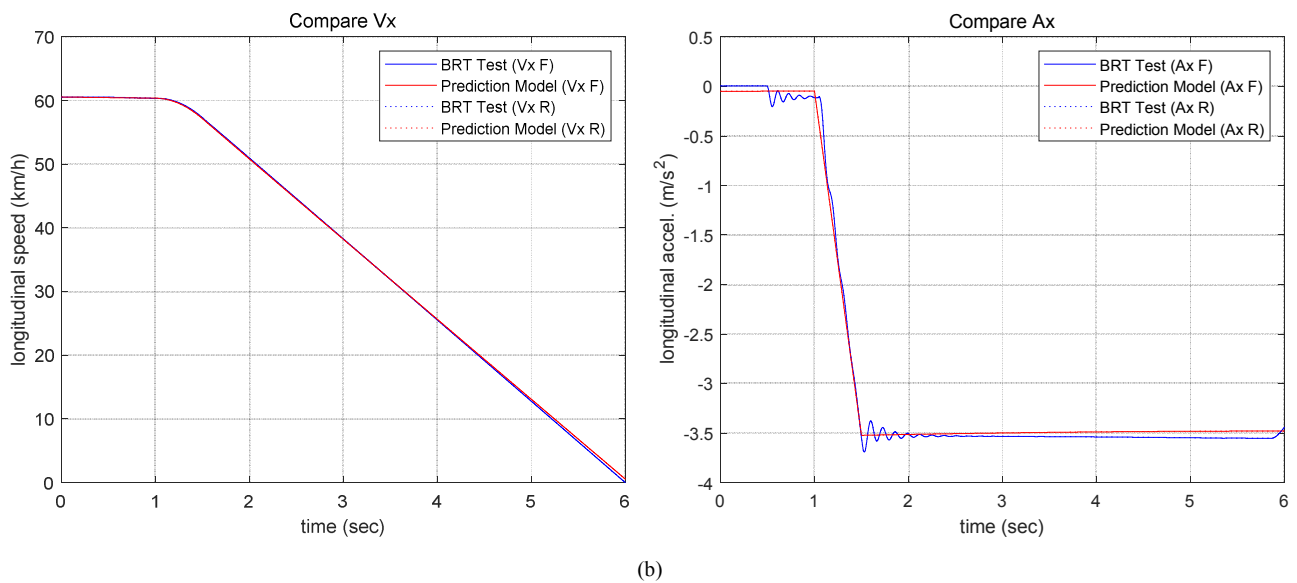 Compare Vx
70
60
50
40
30
20
10
0
longitudinal speed (km/h)
BRT Test (Vx F)
Prediction Model (Vx F)
BRT Test (Vx R)
Prediction Model (Vx R)
0 1 2 3 4 5 6
time (sec)
Compare Ax
0.5
0
-0.5
-1
-1.5
-2
-2.5
-3
-3.5
-4
longitudinal accel. (m/s²)
BRT Test (Ax F)
Prediction Model (Ax F)
BRT Test (Ax R)
Prediction Model (Ax R)
0 1 2 3 4 5 6
time (sec)
(b)